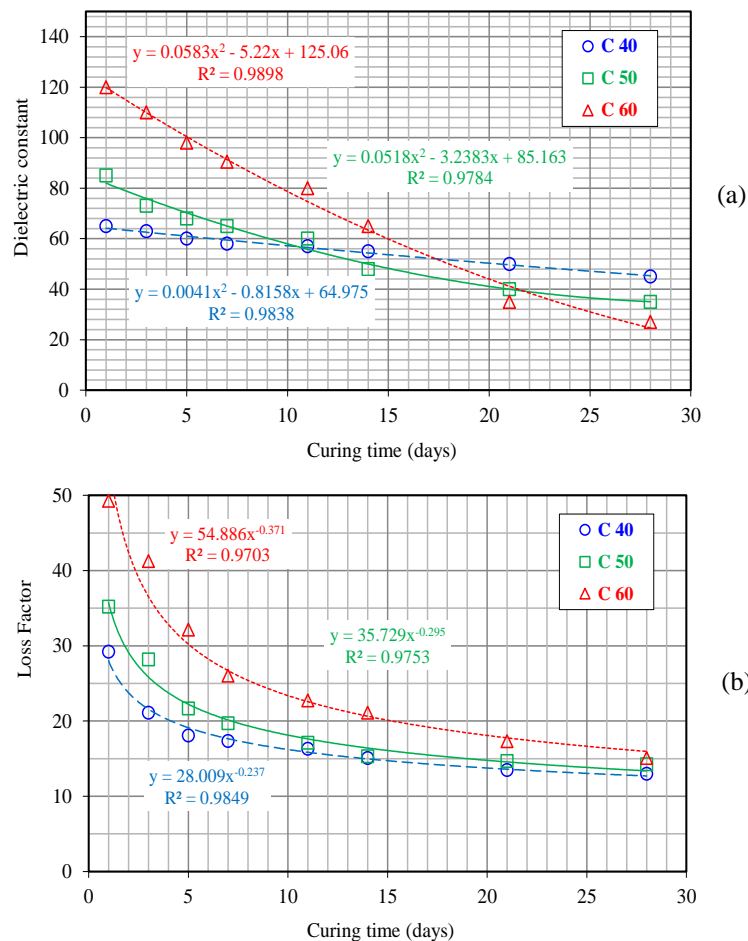 140
120
100
80
60
40
20
0
Dielectric constant
y = 0.0583x² - 5.22x + 125.06
R² = 0.9898
C 40
C 50
C 60
y = 0.0518x² - 3.2383x + 85.163
R² = 0.9784
y = 0.0041x² - 0.8158x + 64.975
R² = 0.9838
0 5 10 15 20 25 30
Curing time (days)
(a)
50
40
30
20
10
0
Loss Factor
y = 54.886x⁻⁰·³⁷¹
R² = 0.9703
C 40
C 50
C 60
y = 35.729x⁻⁰·²⁹⁵
R² = 0.9753
y = 28.009x⁻⁰·²³⁷
R² = 0.9849
0 5 10 15 20 25 30
Curing time (days)
(b)